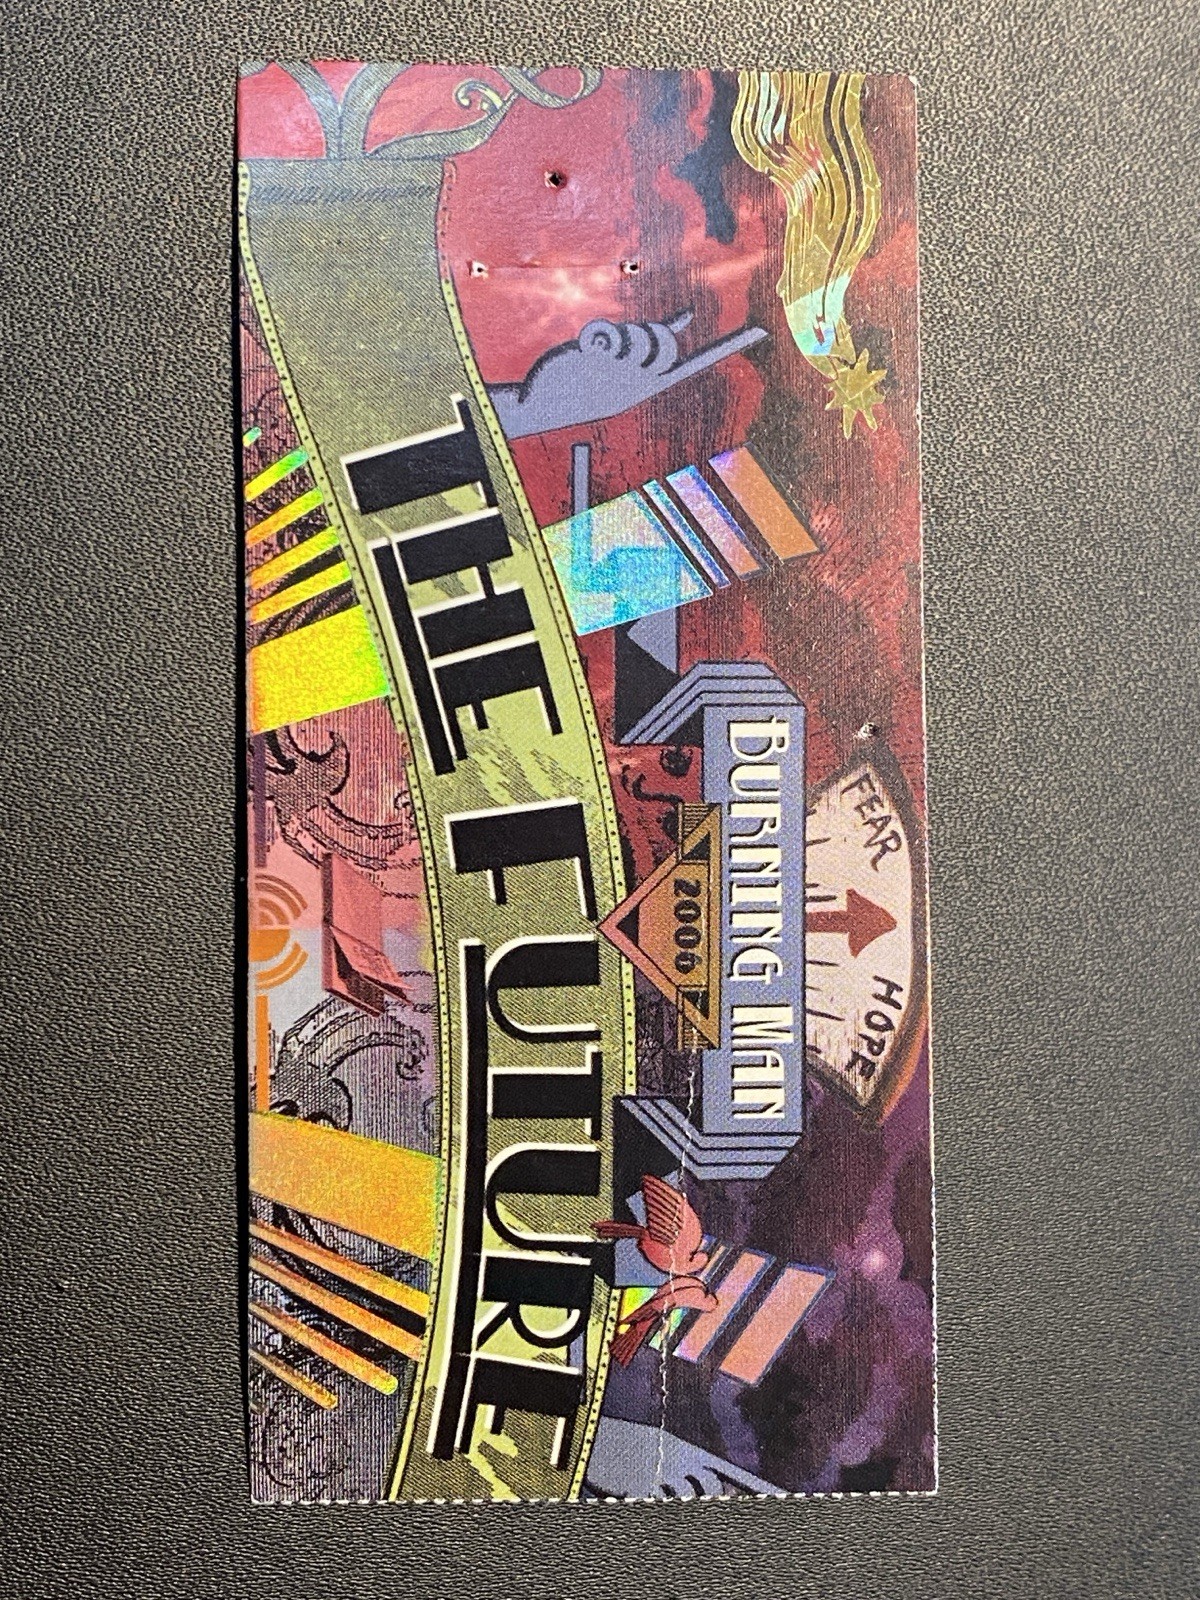 FEAR
HOPE
BURNING MAN
2006
THE FUTURE